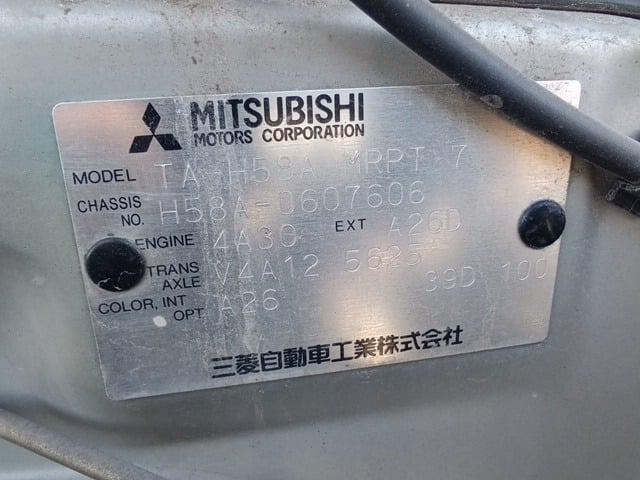 MITSUBISHI
MOTORS CORPORATION
MODEL TA-H58A MRPT 7
CHASSIS NO. H58A-0607606
ENGINE 4A30 EXT A26D
TRANS AXLE V4A12 5625
COLOR, INT OPT A26 39D 100
三菱自動車工業株式会社